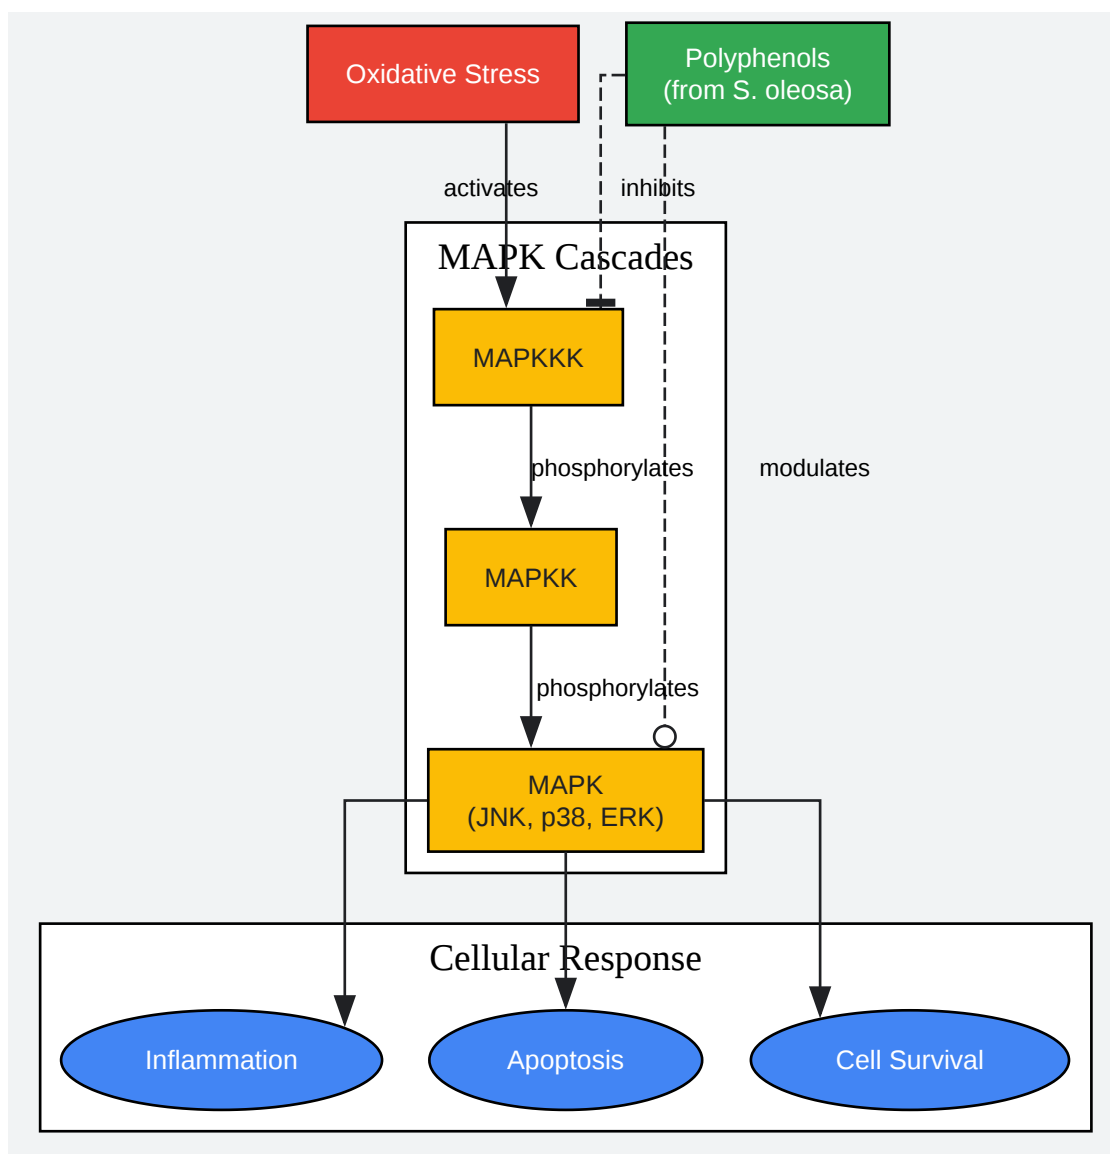 Oxidative Stress
Polyphenols
(from S. oleosa)
activates
inhibits
MAPK Cascades
MAPKKK
phosphorylates
modulates
MAPKK
phosphorylates
MAPK
(JNK, p38, ERK)
Cellular Response
Inflammation
Apoptosis
Cell Survival